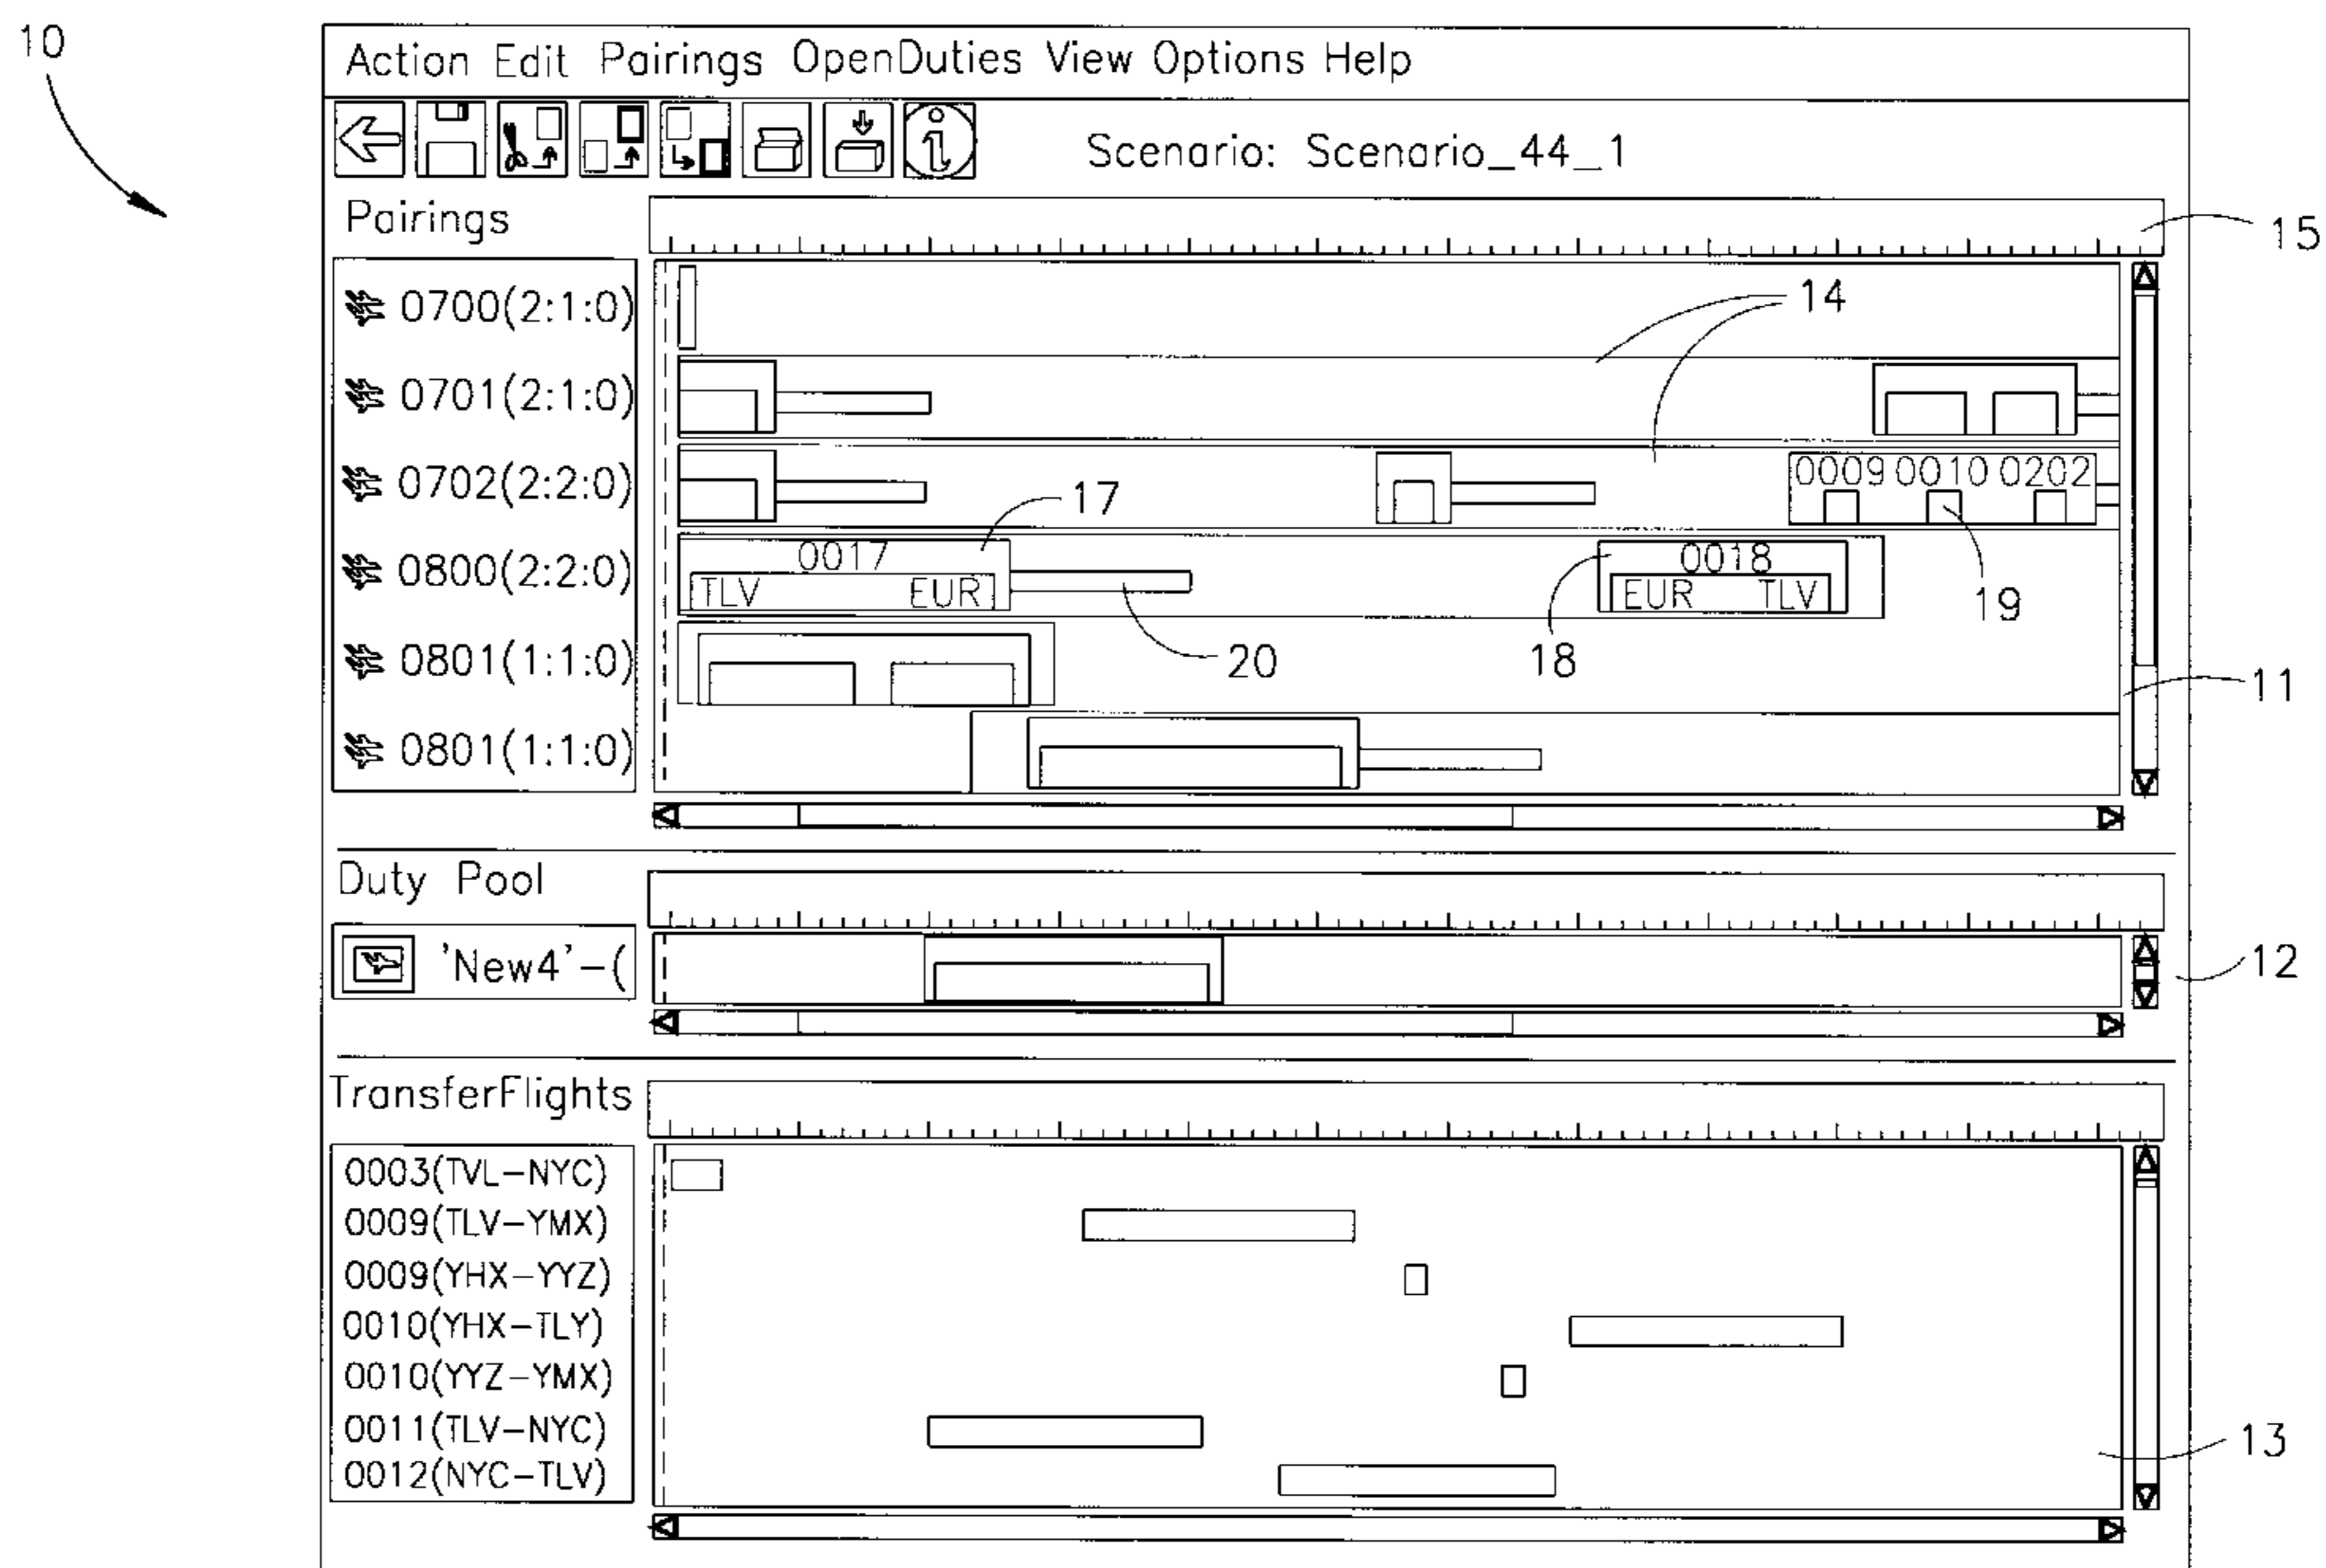 10
Action Edit Pairings OpenDuties View Options Help
Scenario: Scenario_44_1
Pairings
15
0700(2:1:0)
14
0701(2:1:0)
0702(2:2:0)
0009 0010 0202
17
0800(2:2:0)
0017
TLV EUR
0018
EUR TLV
19
0801(1:1:0)
20
18
11
0801(1:1:0)
Duty Pool
'New4'-(
12
TransferFlights
0003(TVL-NYC)
0009(TLV-YMX)
0009(YHX-YYZ)
0010(YHX-TLY)
0010(YYZ-YMX)
0011(TLV-NYC)
13
0012(NYC-TLV)